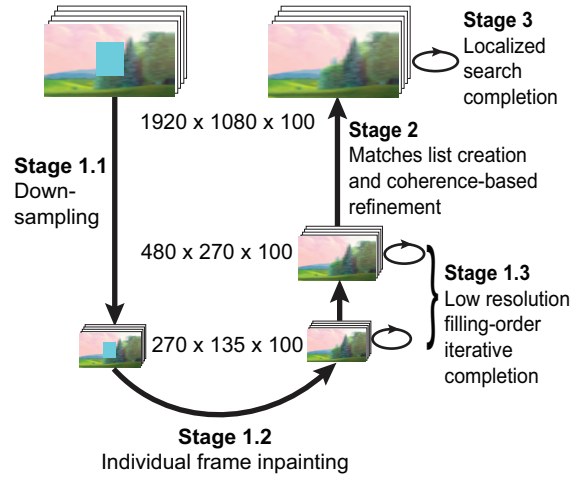 Stage 3
Localized
search
completion
1920 x 1080 x 100
Stage 2
Matches list creation
and coherence-based
refinement
Stage 1.1
Down-
sampling
480 x 270 x 100
Stage 1.3
Low resolution
filling-order
iterative
completion
270 x 135 x 100
Stage 1.2
Individual frame inpainting